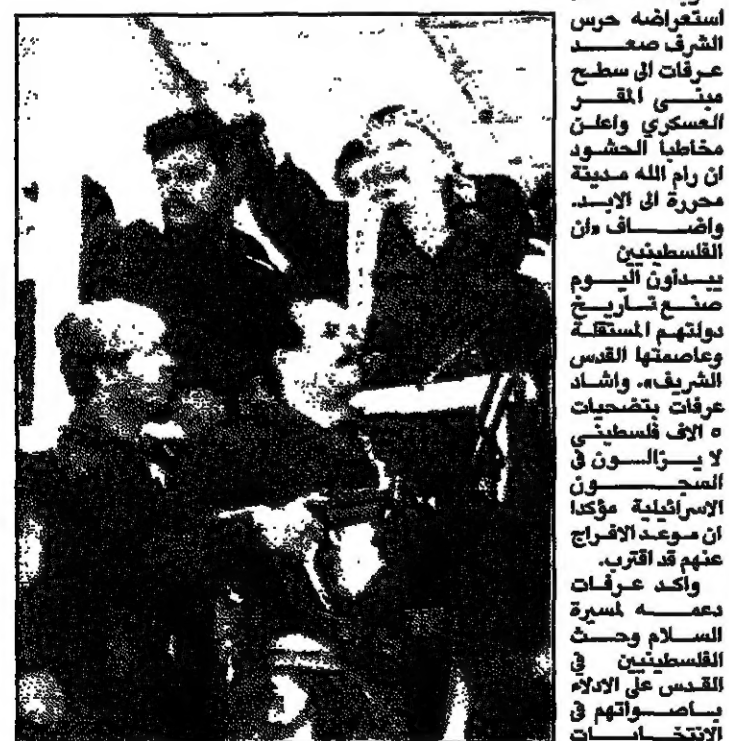 استعراضه حرس
الشرف صعد
عرفات الى سطح
مبنى المقر
العسكري واعلن
مخاطبا الحشود
ان رام الله مدينة
محررة الى الابد.
واضاف «ان
الفلسطينيين
يبدأون اليوم
صنع تاريخ
دولتهم المستقلة
وعاصمتها القدس
الشريف». واشاد
عرفات بتضحيات
٥ الاف فلسطيني
لا يزالون في
السجون
الاسرائيلية مؤكدا
ان موعد الافراج
عنهم قد اقترب.
واكد عرفات
دعمه لمسيرة
السلام وحث
الفلسطينيين في
القدس على الادلاء
بـاصواتهم في
الانتخابات